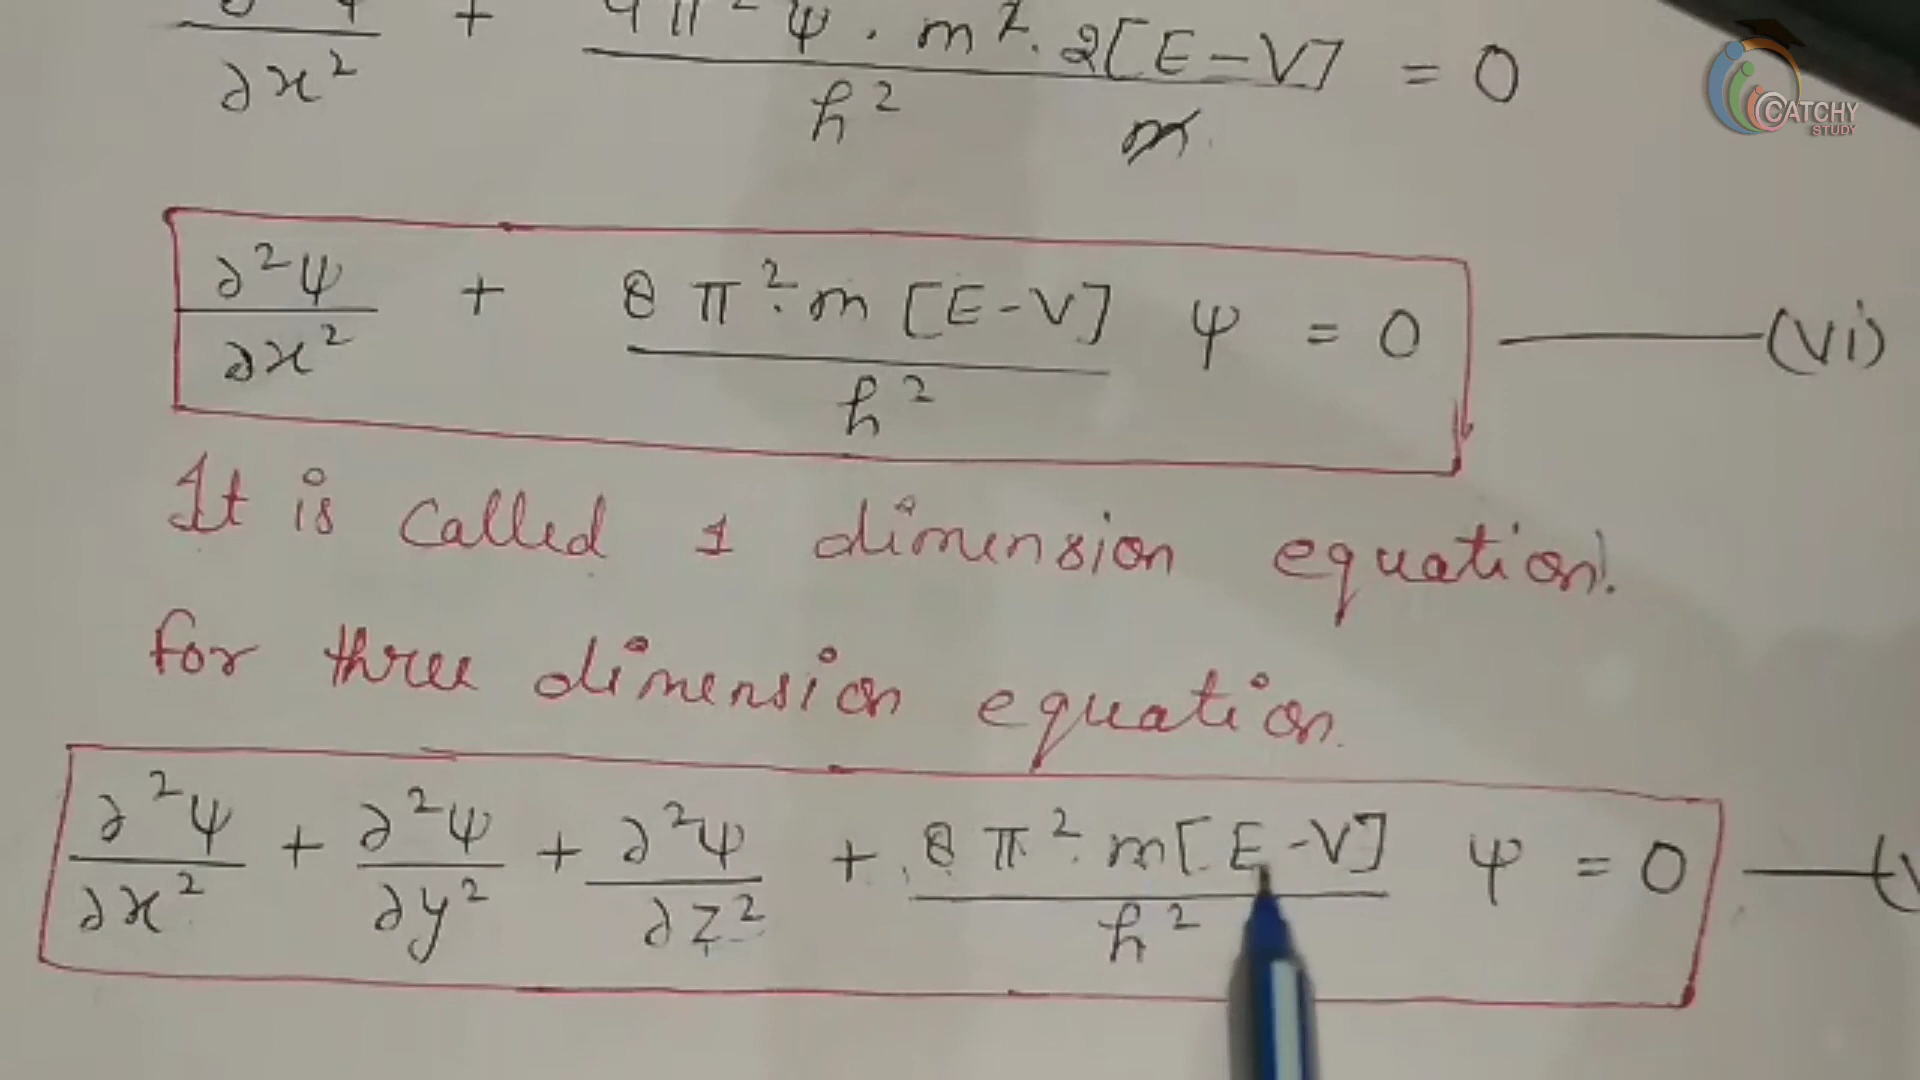 ∂x² + 4π²ψ . m². 2[E-V] = 0
h² m
CATCHY
STUDY
∂²ψ/∂x² + 8π².m[E-V]/h² ψ = 0 —(vi)
It is called 1 dimension equation.
for three dimension equation.
∂²ψ/∂x² + ∂²ψ/∂y² + ∂²ψ/∂z² + 8π².m[E-V]/h² ψ = 0 —(